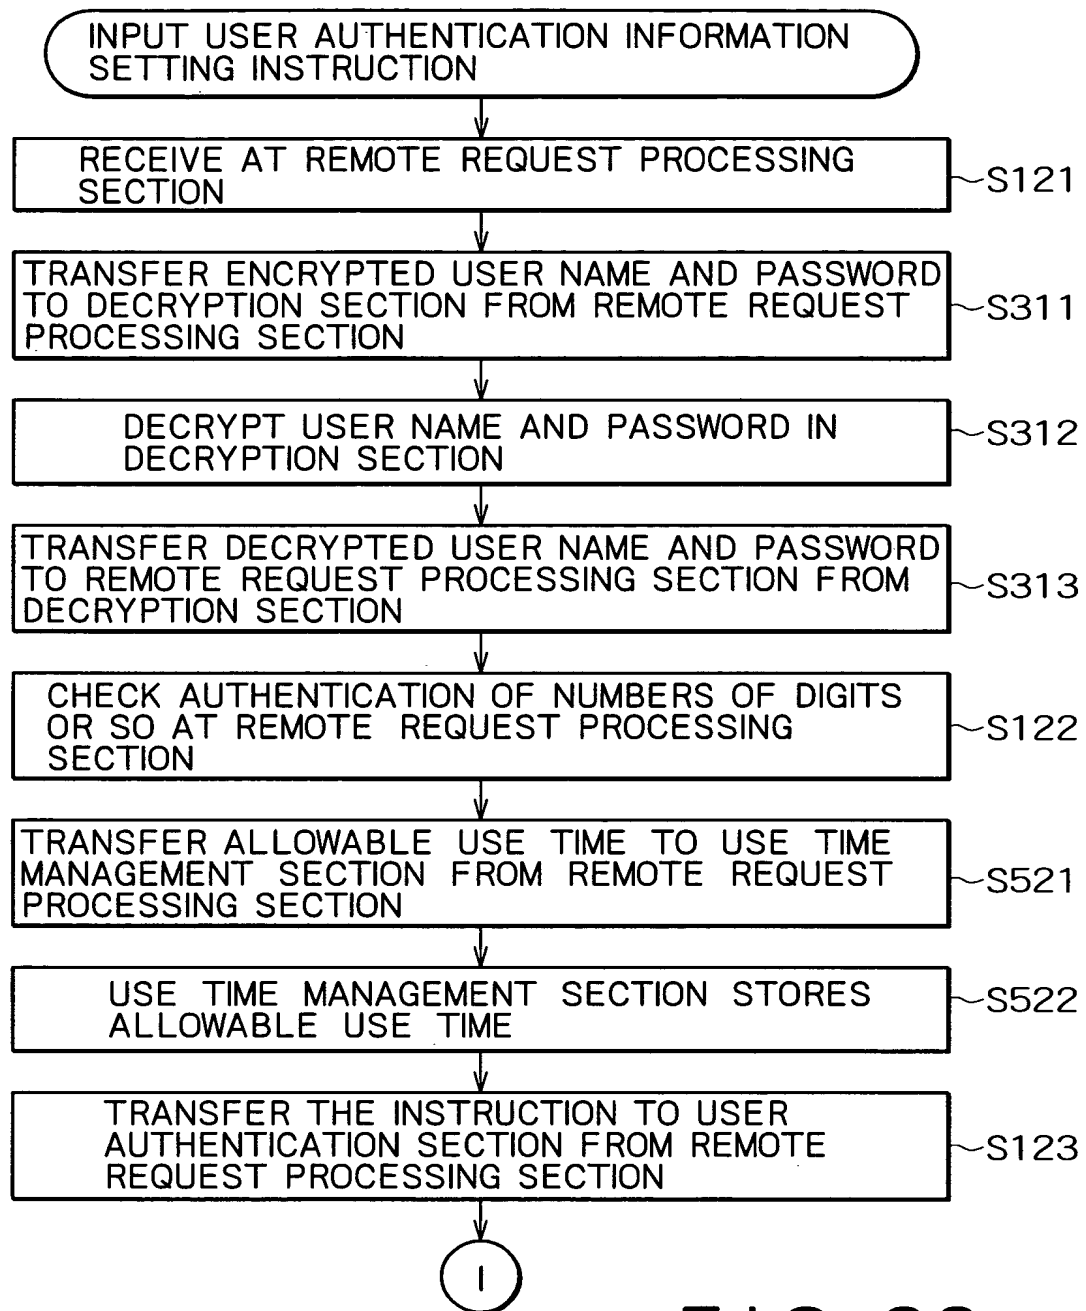 INPUT USER AUTHENTICATION INFORMATION
SETTING INSTRUCTION
RECEIVE AT REMOTE REQUEST PROCESSING
SECTION
S121
TRANSFER ENCRYPTED USER NAME AND PASSWORD
TO DECRYPTION SECTION FROM REMOTE REQUEST
PROCESSING SECTION
S311
DECRYPT USER NAME AND PASSWORD IN
DECRYPTION SECTION
S312
TRANSFER DECRYPTED USER NAME AND PASSWORD
TO REMOTE REQUEST PROCESSING SECTION FROM
DECRYPTION SECTION
S313
CHECK AUTHENTICATION OF NUMBERS OF DIGITS
OR SO AT REMOTE REQUEST PROCESSING
SECTION
S122
TRANSFER ALLOWABLE USE TIME TO USE TIME
MANAGEMENT SECTION FROM REMOTE REQUEST
PROCESSING SECTION
S521
USE TIME MANAGEMENT SECTION STORES
ALLOWABLE USE TIME
S522
TRANSFER THE INSTRUCTION TO USER
AUTHENTICATION SECTION FROM REMOTE
REQUEST PROCESSING SECTION
S123
I